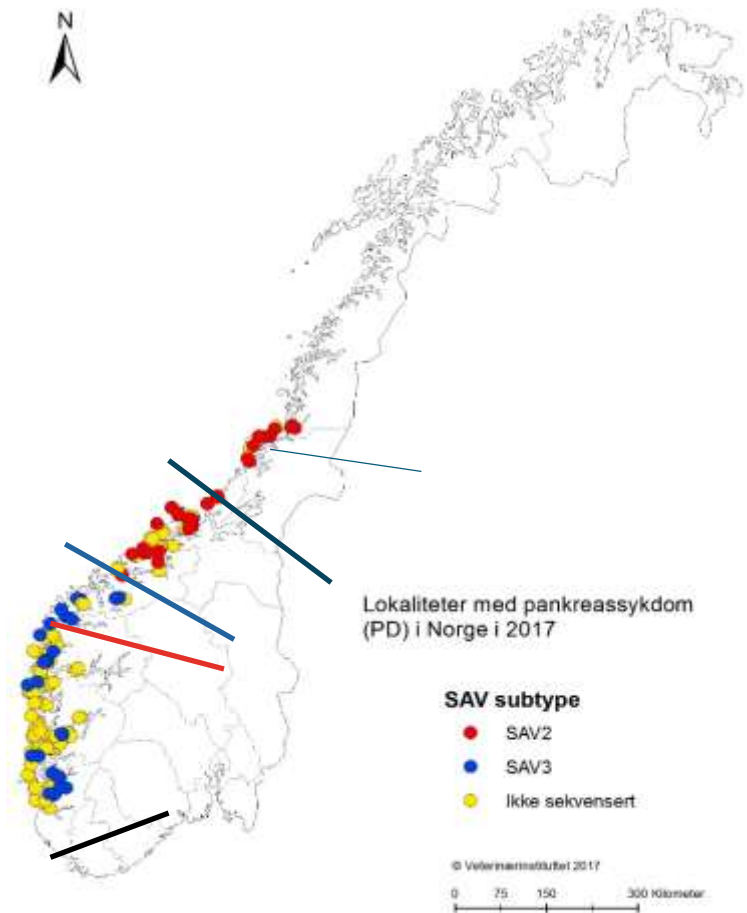 N
Lokaliteter med pankreassykdom
(PD) i Norge i 2017
SAV subtype
SAV2
SAV3
Ikke sekvensert
© Veterinærinstituttet 2017
0 75 150 300 Kilometer